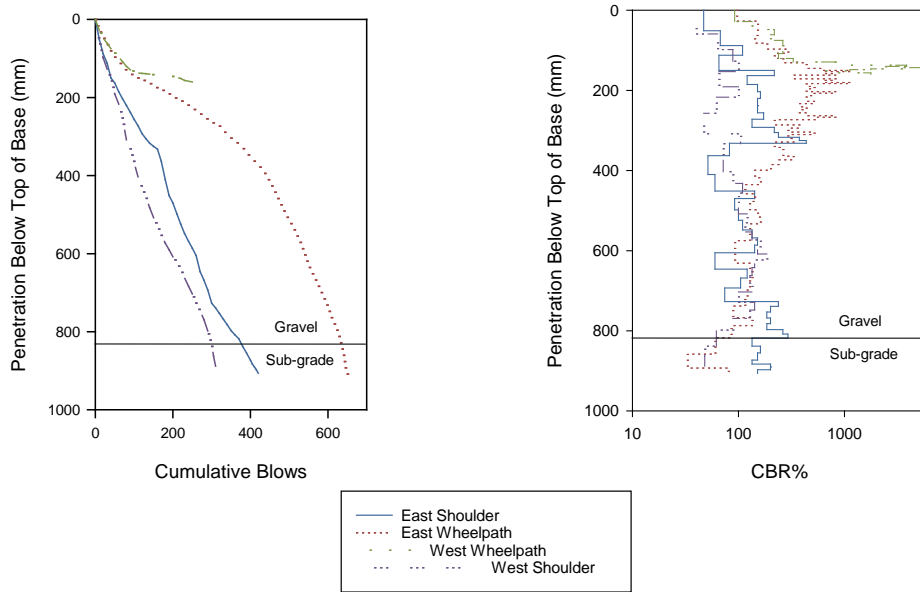 0
200
400
600
800
1000
Penetration Below Top of Base (mm)
Gravel
Sub-grade
0 200 400 600
Cumulative Blows
0
200
400
600
800
1000
Penetration Below Top of Base (mm)
Gravel
Sub-grade
10 100 1000
CBR%
East Shoulder
East Wheelpath
West Wheelpath
West Shoulder